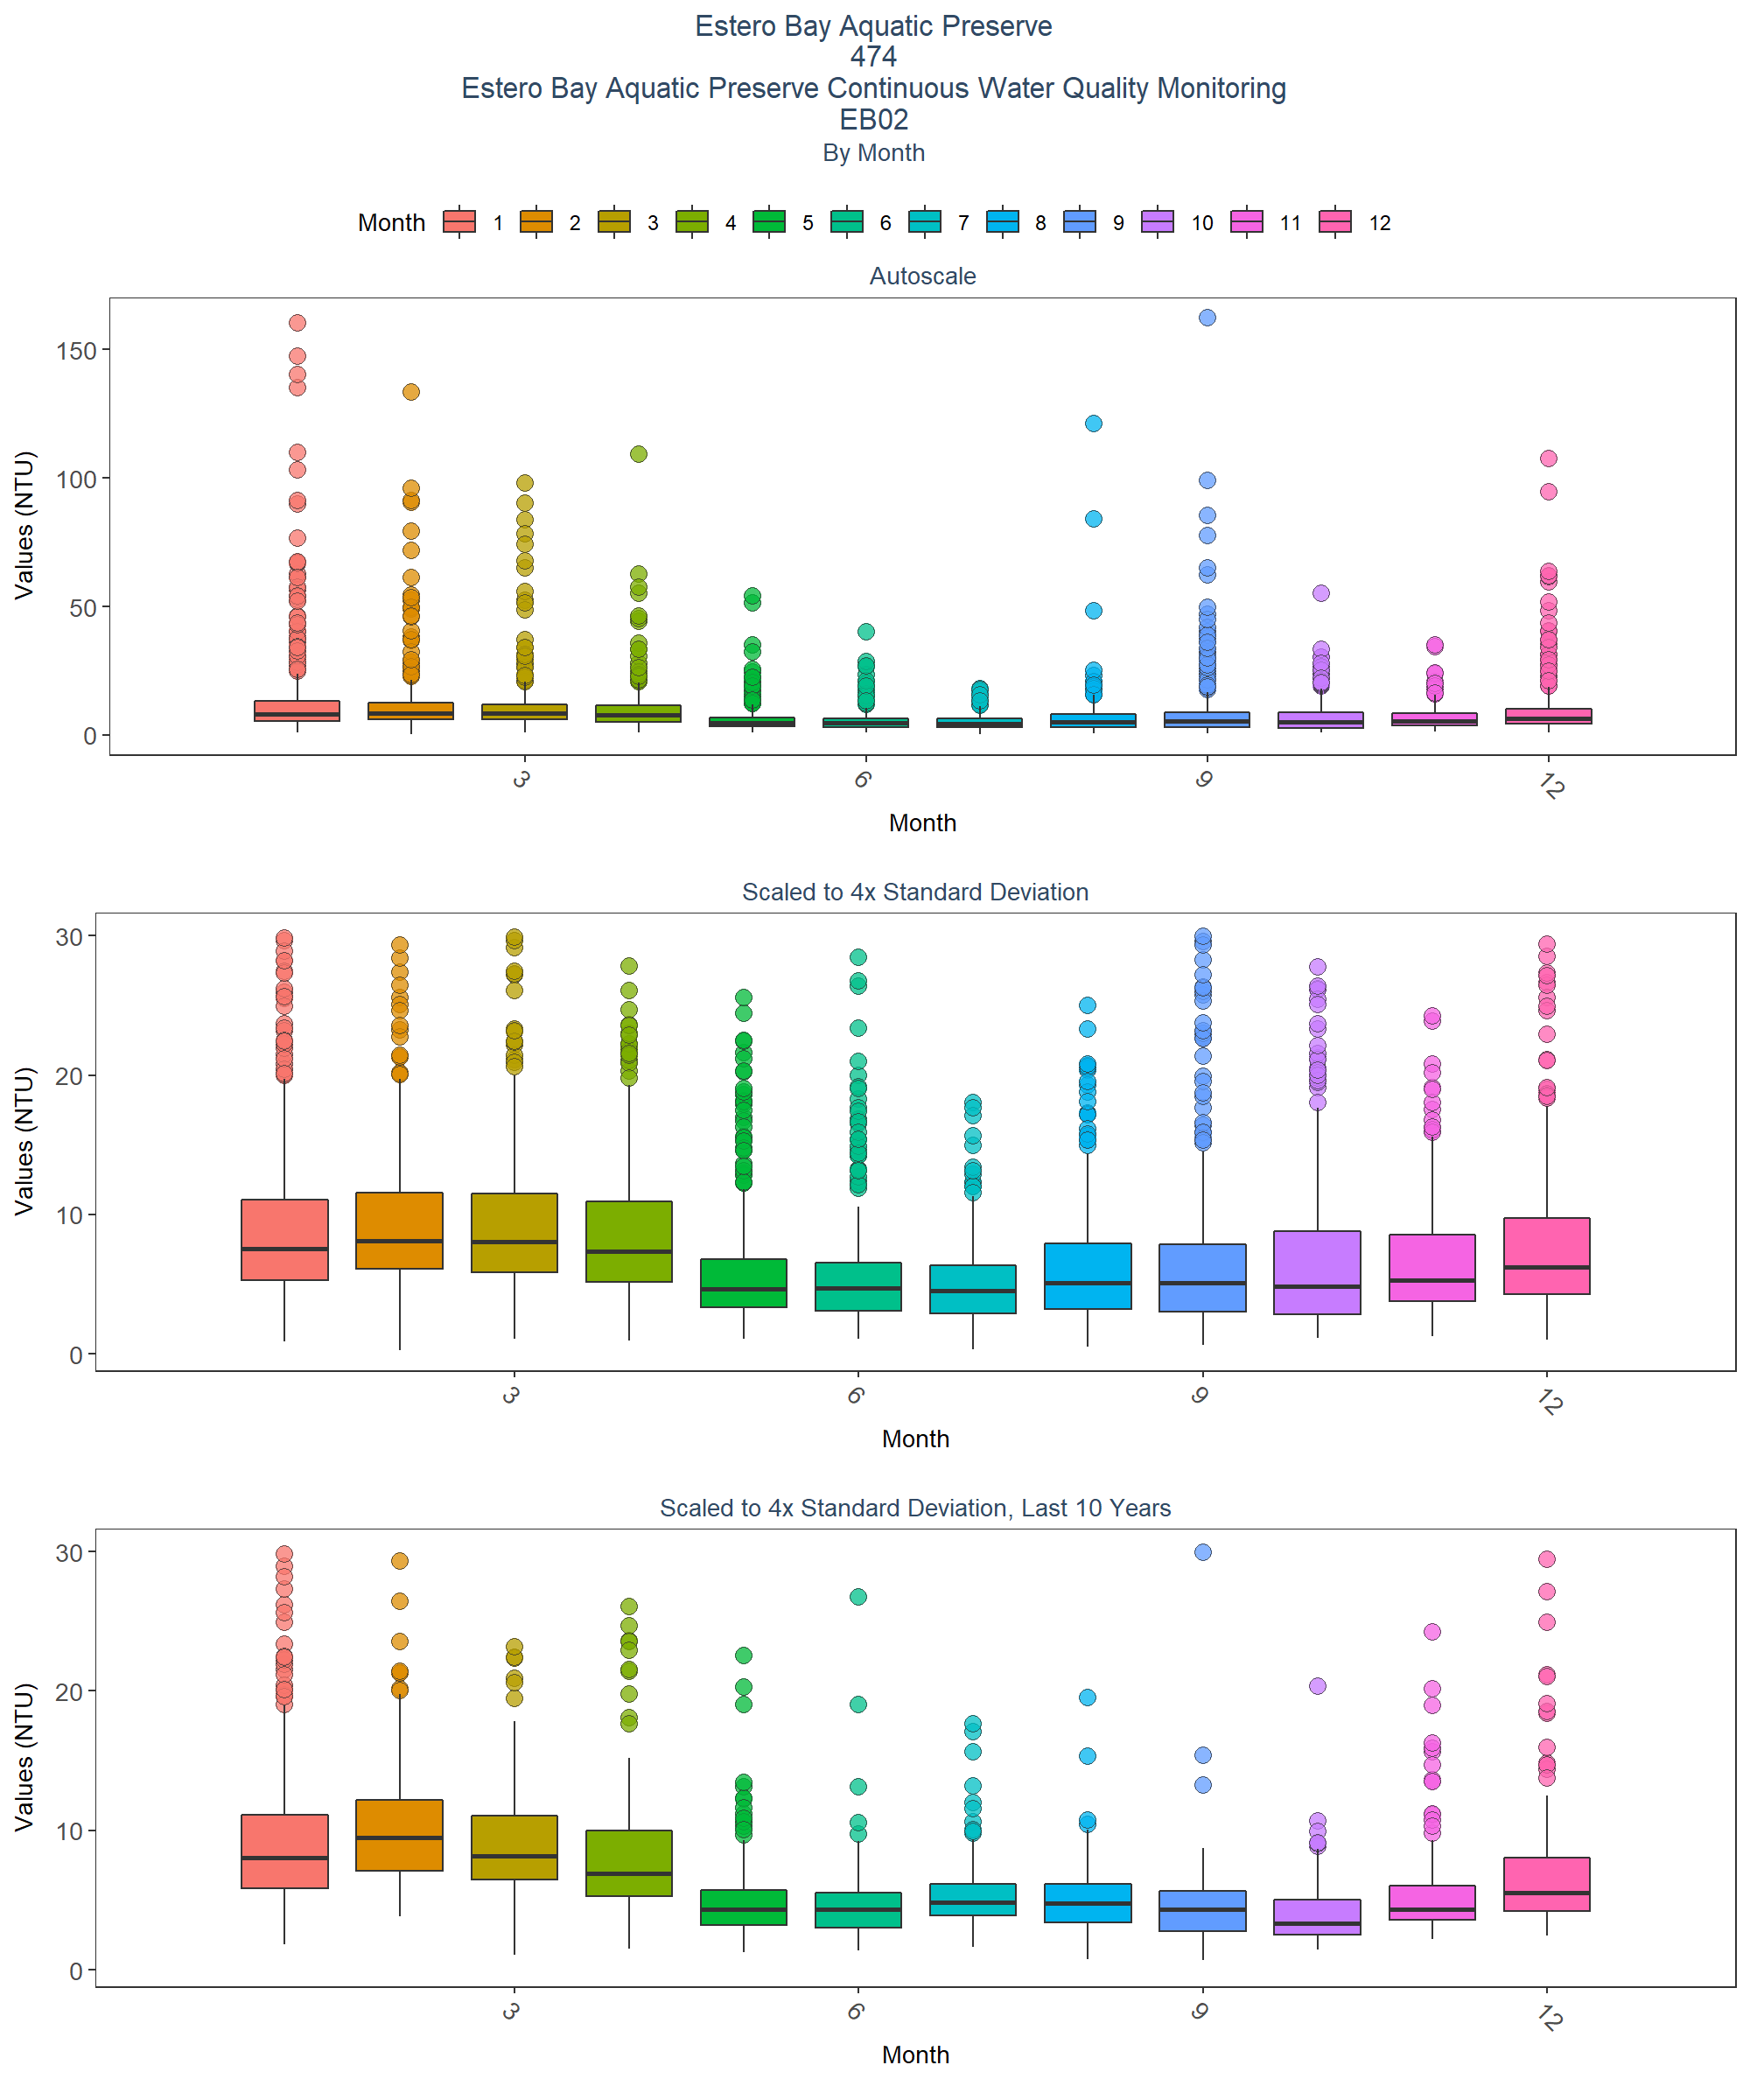 Estero Bay Aquatic Preserve
474
Estero Bay Aquatic Preserve Continuous Water Quality Monitoring
EB02
By Month
Month 1 2 3 4 5 6 7 8 9 10 11 12
Autoscale
Values (NTU)
150
100
50
0
3 6 9 12
Month
Scaled to 4x Standard Deviation
Values (NTU)
30
20
10
0
3 6 9 12
Month
Scaled to 4x Standard Deviation, Last 10 Years
Values (NTU)
30
20
10
0
3 6 9 12
Month